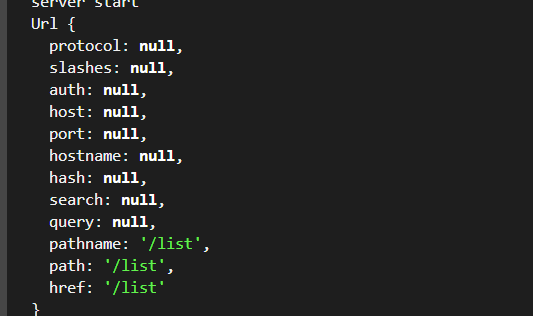 server start
Url {
  protocol: null,
  slashes: null,
  auth: null,
  host: null,
  port: null,
  hostname: null,
  hash: null,
  search: null,
  query: null,
  pathname: '/list',
  path: '/list',
  href: '/list'
}